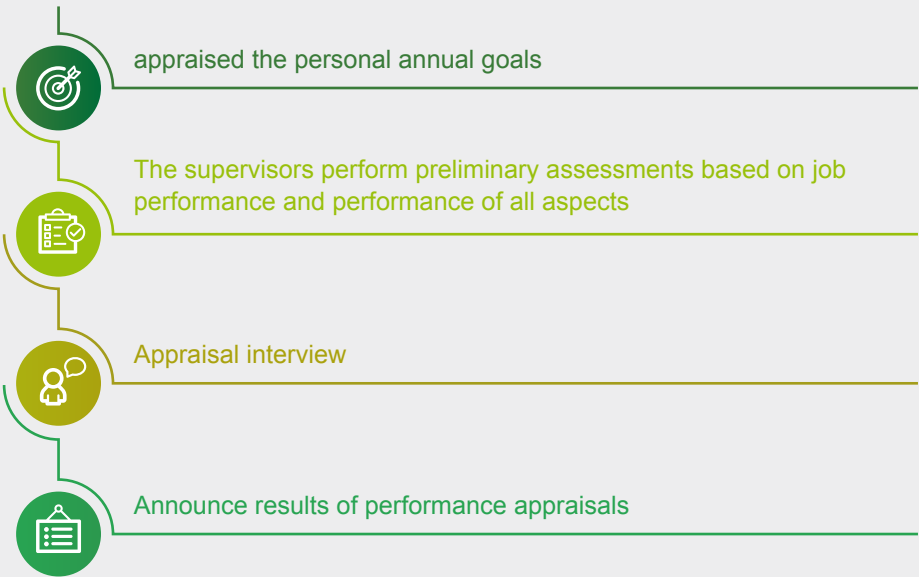 appraised the personal annual goals
The supervisors perform preliminary assessments based on job
performance and performance of all aspects
Appraisal interview
Announce results of performance appraisals